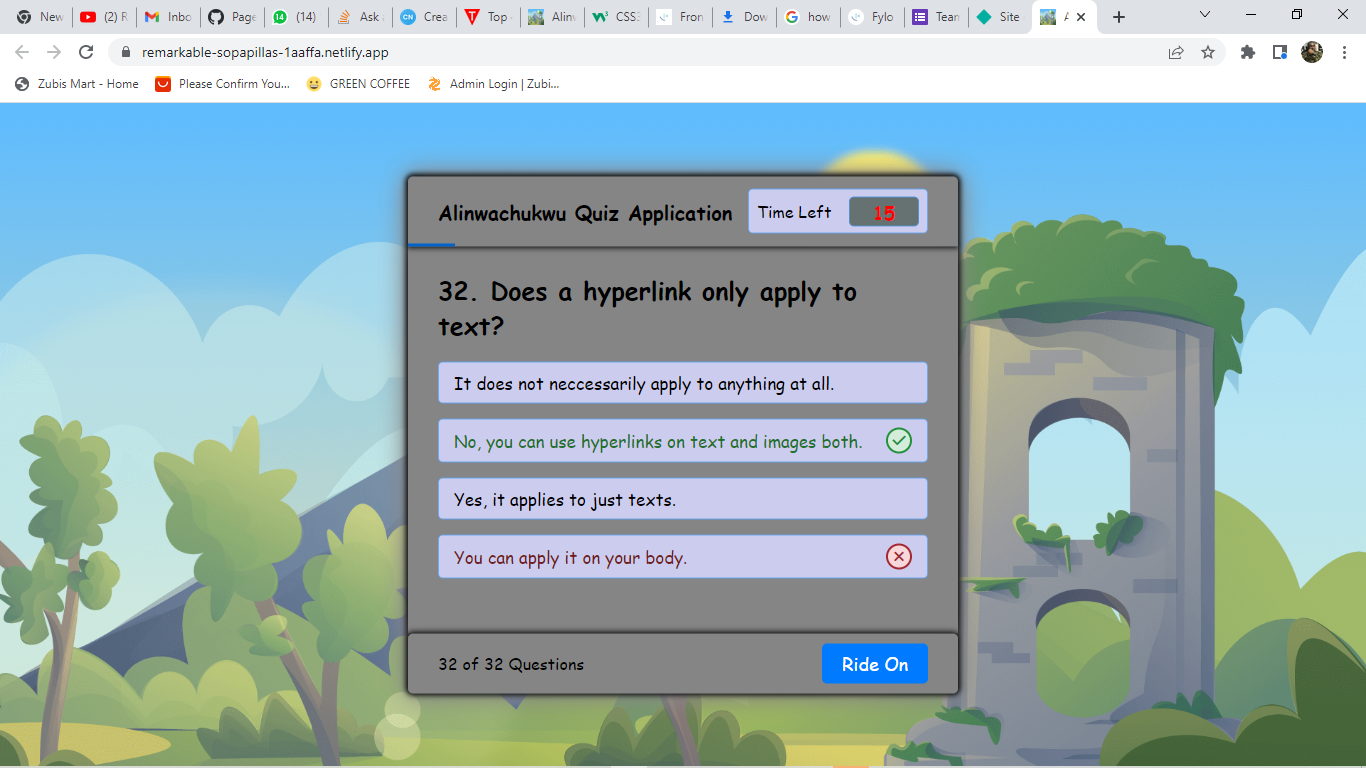 New
(2) R
Inbo
Page
14
(14)
Ask
CN
Crea
Top
Alin
CSS
Fron
Dow
how
Fylo
Tean
Site
A
remarkable-sopapillas-1aaffa.netlify.app
Zubis Mart - Home
Please Confirm You...
GREEN COFFEE
Admin Login | Zubi...
Alinwachukwu Quiz Application
Time Left
15
32. Does a hyperlink only apply to
text?
It does not neccessarily apply to anything at all.
No, you can use hyperlinks on text and images both.
Yes, it applies to just texts.
You can apply it on your body.
32 of 32 Questions
Ride On